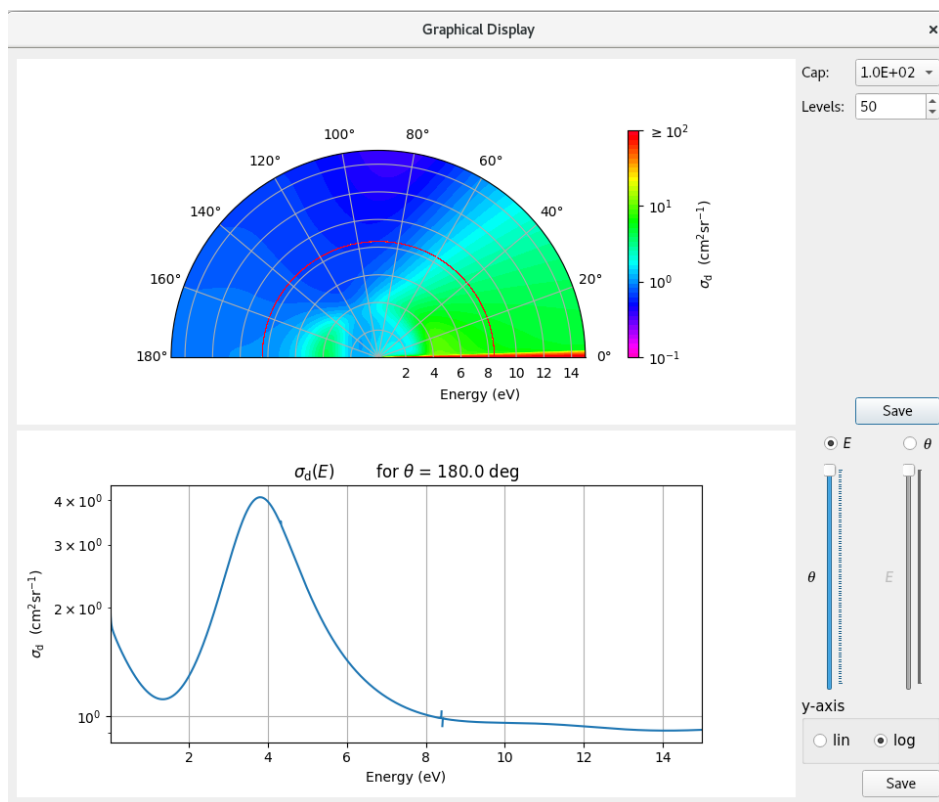 Graphical Display
×
Cap: 1.0E+02
Levels: 50
100° 80°
120° 60°
140° 40°
160° 20°
180° 0°
2 4 6 8 10 12 14
Energy (eV)
≥ 10²
10¹
10⁰
10⁻¹
σd (cm²sr⁻¹)
Save
E θ
σd(E) for θ = 180.0 deg
4 × 10⁰
3 × 10⁰
2 × 10⁰
10⁰
σd (cm²sr⁻¹)
2 4 6 8 10 12 14
Energy (eV)
θ E
y-axis
lin log
Save